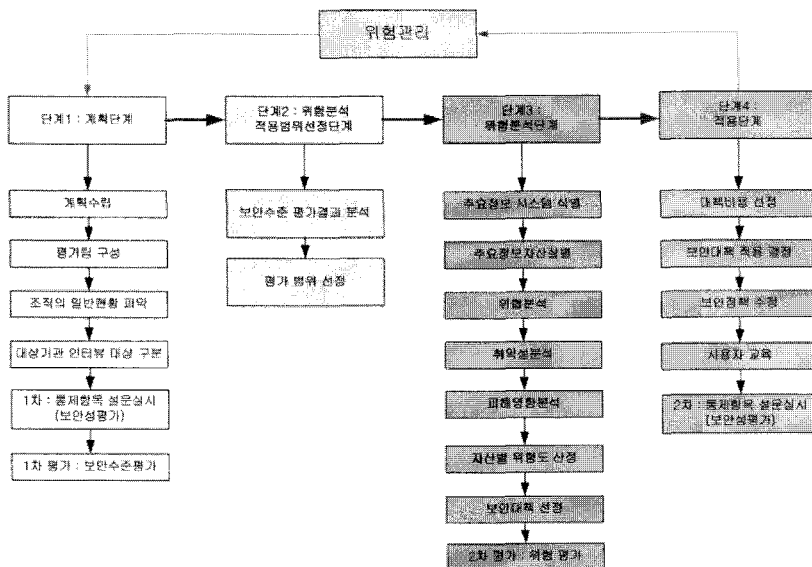 위험관리
단계1 : 계획단계
단계2 : 위험분석
적용범위선정단계
단계3 :
위험분석단계
단계4 :
적용단계
계획수립
평가팀 구성
조직의 일반현황 파악
대상기관 인터뷰 대상 구분
1차 : 통제항목 설문실시
(보안성평가)
1차 평가 : 보안수준평가
보안수준 평가결과 분석
평가 범위 선정
주요정보 시스템 식별
주요정보자산식별
위협분석
취약성분석
피해영향분석
자산별 위험도 산정
보안대책 선정
2차 평가 : 위험 평가
대책비용 선정
보안대책 적용 결정
보안정책 수정
사용자 교육
2차 : 통제항목 설문실시
(보안성평가)